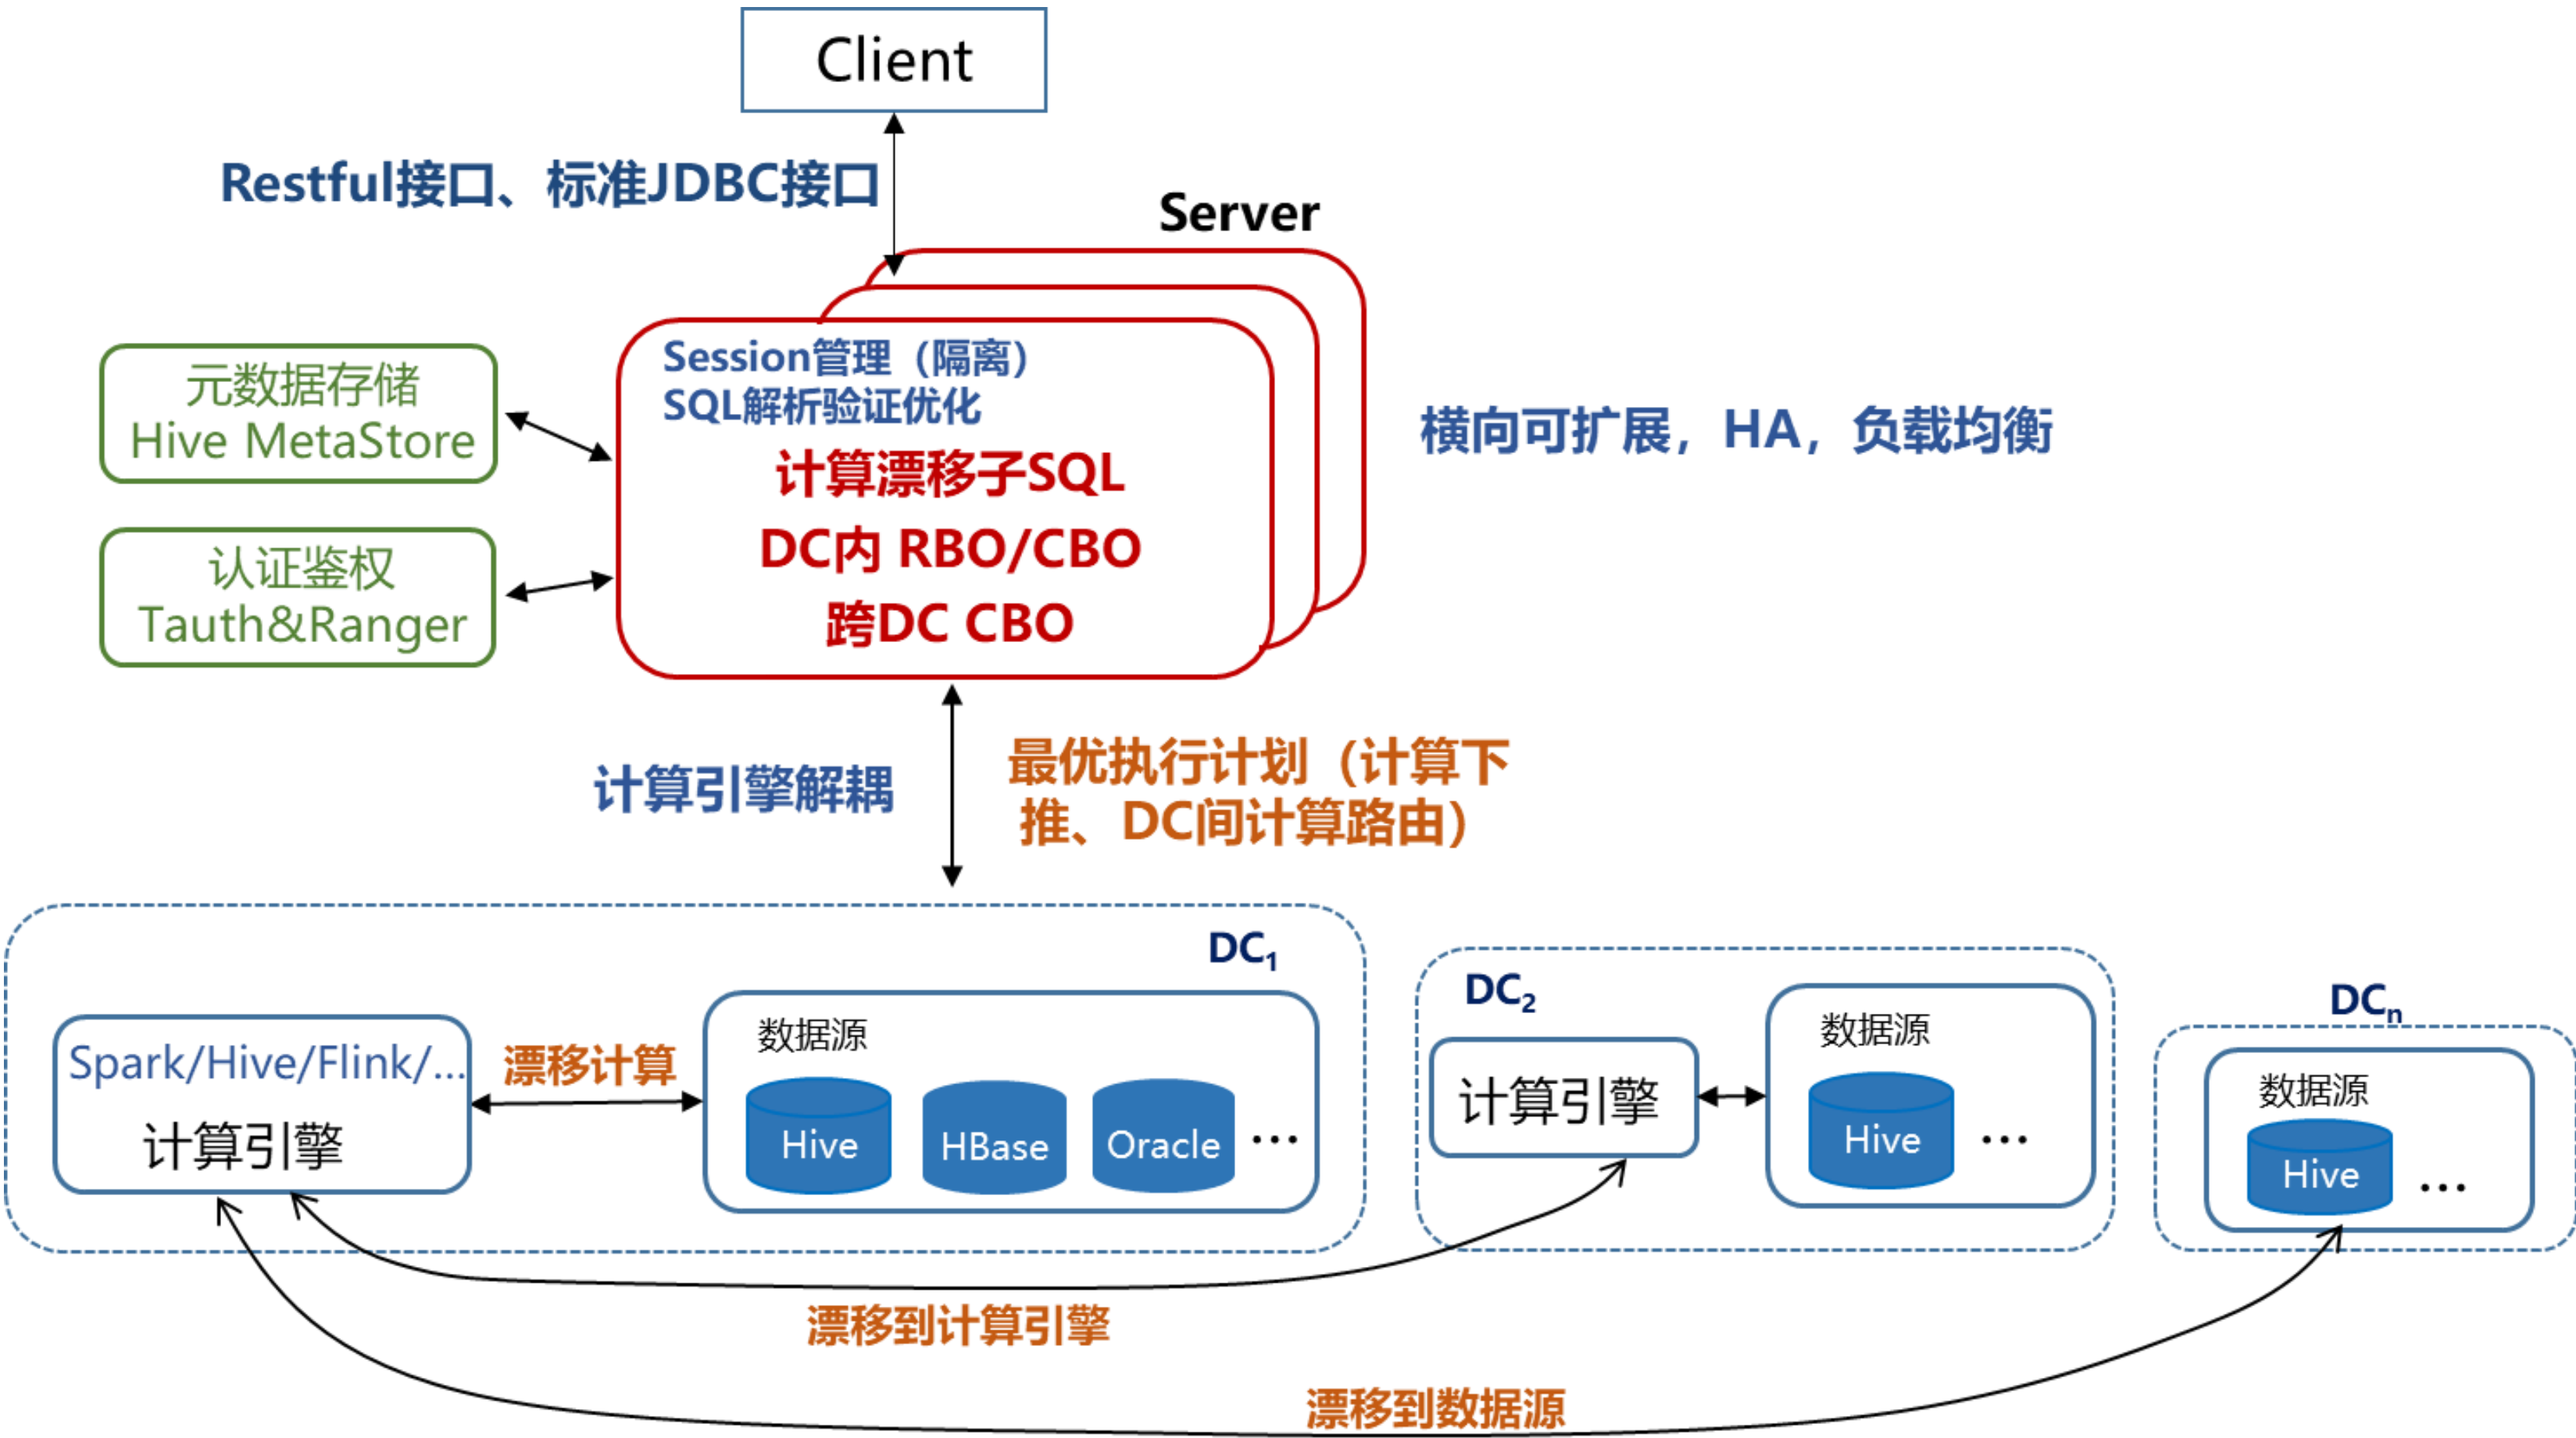 Client
Restful接口、标准JDBC接口
Server
元数据存储
Hive MetaStore
认证鉴权
Tauth&Ranger
Session管理（隔离）
SQL解析验证优化
计算漂移子SQL
DC内 RBO/CBO
跨DC CBO
横向可扩展，HA，负载均衡
计算引擎解耦
最优执行计划（计算下
推、DC间计算路由）
DC1
Spark/Hive/Flink/...
计算引擎
漂移计算
数据源
Hive
HBase
Oracle
...
DC2
计算引擎
数据源
Hive
...
DCn
数据源
Hive
...
漂移到计算引擎
漂移到数据源